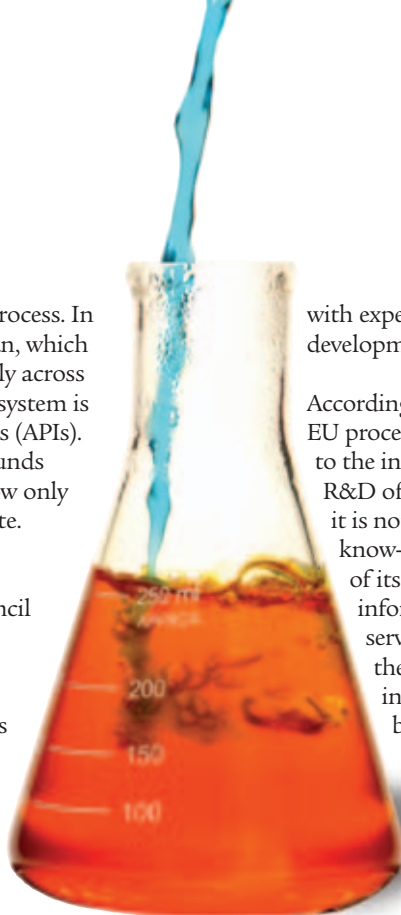 rocess. In
n, which
ly across
system is
s (APIs).
unds
w only
te.
ncil
s
250 ml
APPROX
200
150
100
with expe
developm
According
EU proce
to the in
R&D of
it is no
know-
of its
infor
serv
the
in
b